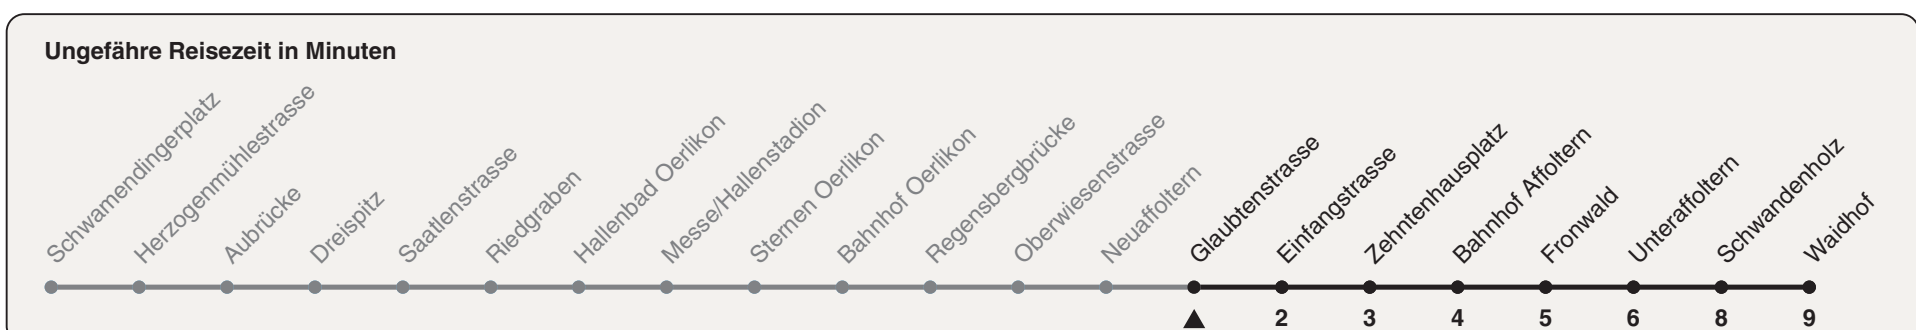 Ungefähre Reisezeit in Minuten
Schwamendingerplatz
Herzogenmühlestrasse
Aubrücke
Dreispitz
Saatlenstrasse
Riedgraben
Hallenbad Oerlikon
Messe/Hallenstadion
Sternen Oerlikon
Bahnhof Oerlikon
Regensbergbrücke
Oberwiesenstrasse
Neuaffoltern
Glaubtenstrasse
Einfangstrasse
Zehntenhausplatz
Bahnhof Affoltern
Fronwald
Unteraffoltern
Schwandenholz
Waidhof
2 3 4 5 6 8 9